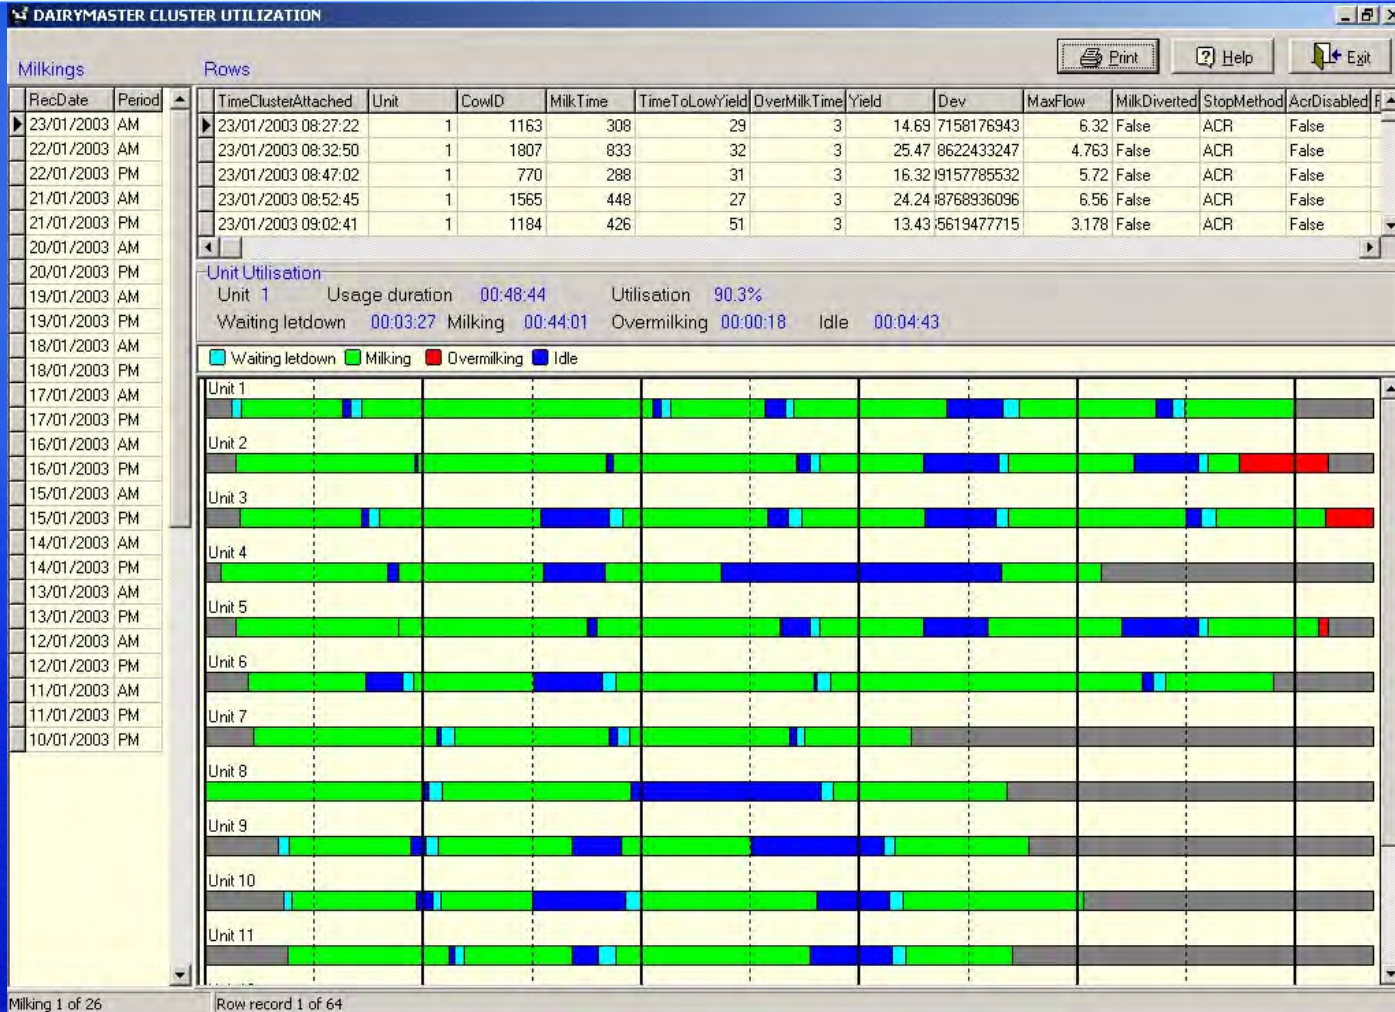 DAIRYMASTER CLUSTER UTILIZATION
Print Help Exit
Milkings
RecDate Period
23/01/2003 AM
22/01/2003 AM
22/01/2003 PM
21/01/2003 AM
21/01/2003 PM
20/01/2003 AM
20/01/2003 PM
19/01/2003 AM
19/01/2003 PM
18/01/2003 AM
18/01/2003 PM
17/01/2003 AM
17/01/2003 PM
16/01/2003 AM
16/01/2003 PM
15/01/2003 AM
15/01/2003 PM
14/01/2003 AM
14/01/2003 PM
13/01/2003 AM
13/01/2003 PM
12/01/2003 AM
12/01/2003 PM
11/01/2003 AM
11/01/2003 PM
10/01/2003 PM
Rows
TimeClusterAttached Unit CowID MilkTime TimeToLowYield OverMilkTime Yield Dev MaxFlow MilkDiverted StopMethod AcrDisabled
23/01/2003 08:27:22 1 1163 308 29 3 14.69 7158176943 6.32 False ACR False
23/01/2003 08:32:50 1 1807 833 32 3 25.47 8622433247 4.763 False ACR False
23/01/2003 08:47:02 1 770 288 31 3 16.32 9157785532 5.72 False ACR False
23/01/2003 08:52:45 1 1565 448 27 3 24.24 8768936096 6.56 False ACR False
23/01/2003 09:02:41 1 1184 426 51 3 13.43 5619477715 3.178 False ACR False
Unit Utilisation
Unit 1 Usage duration 00:48:44 Utilisation 90.3%
Waiting letdown 00:03:27 Milking 00:44:01 Overmilking 00:00:18 Idle 00:04:43
Waiting letdown Milking Overmilking Idle
Unit 1
Unit 2
Unit 3
Unit 4
Unit 5
Unit 6
Unit 7
Unit 8
Unit 9
Unit 10
Unit 11
Milking 1 of 26 Row record 1 of 64